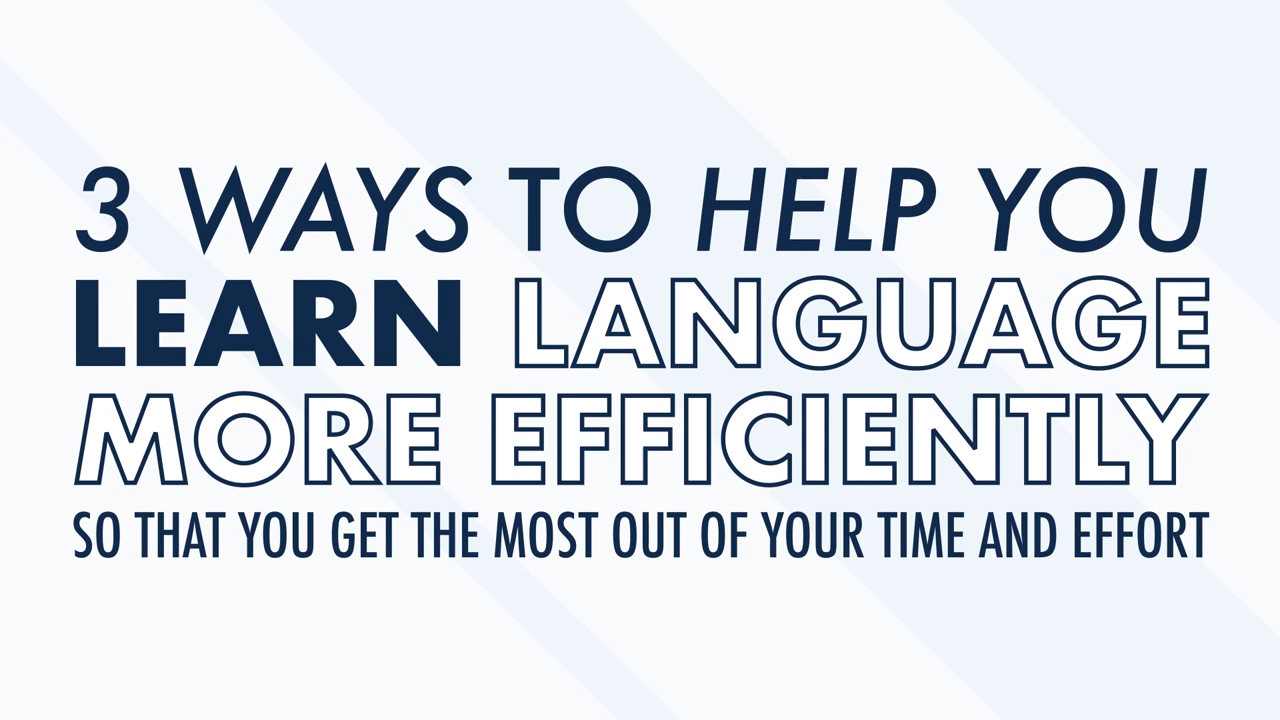 3 WAYS TO HELP YOU
LEARN LANGUAGE
MORE EFFICIENTLY
SO THAT YOU GET THE MOST OUT OF YOUR TIME AND EFFORT